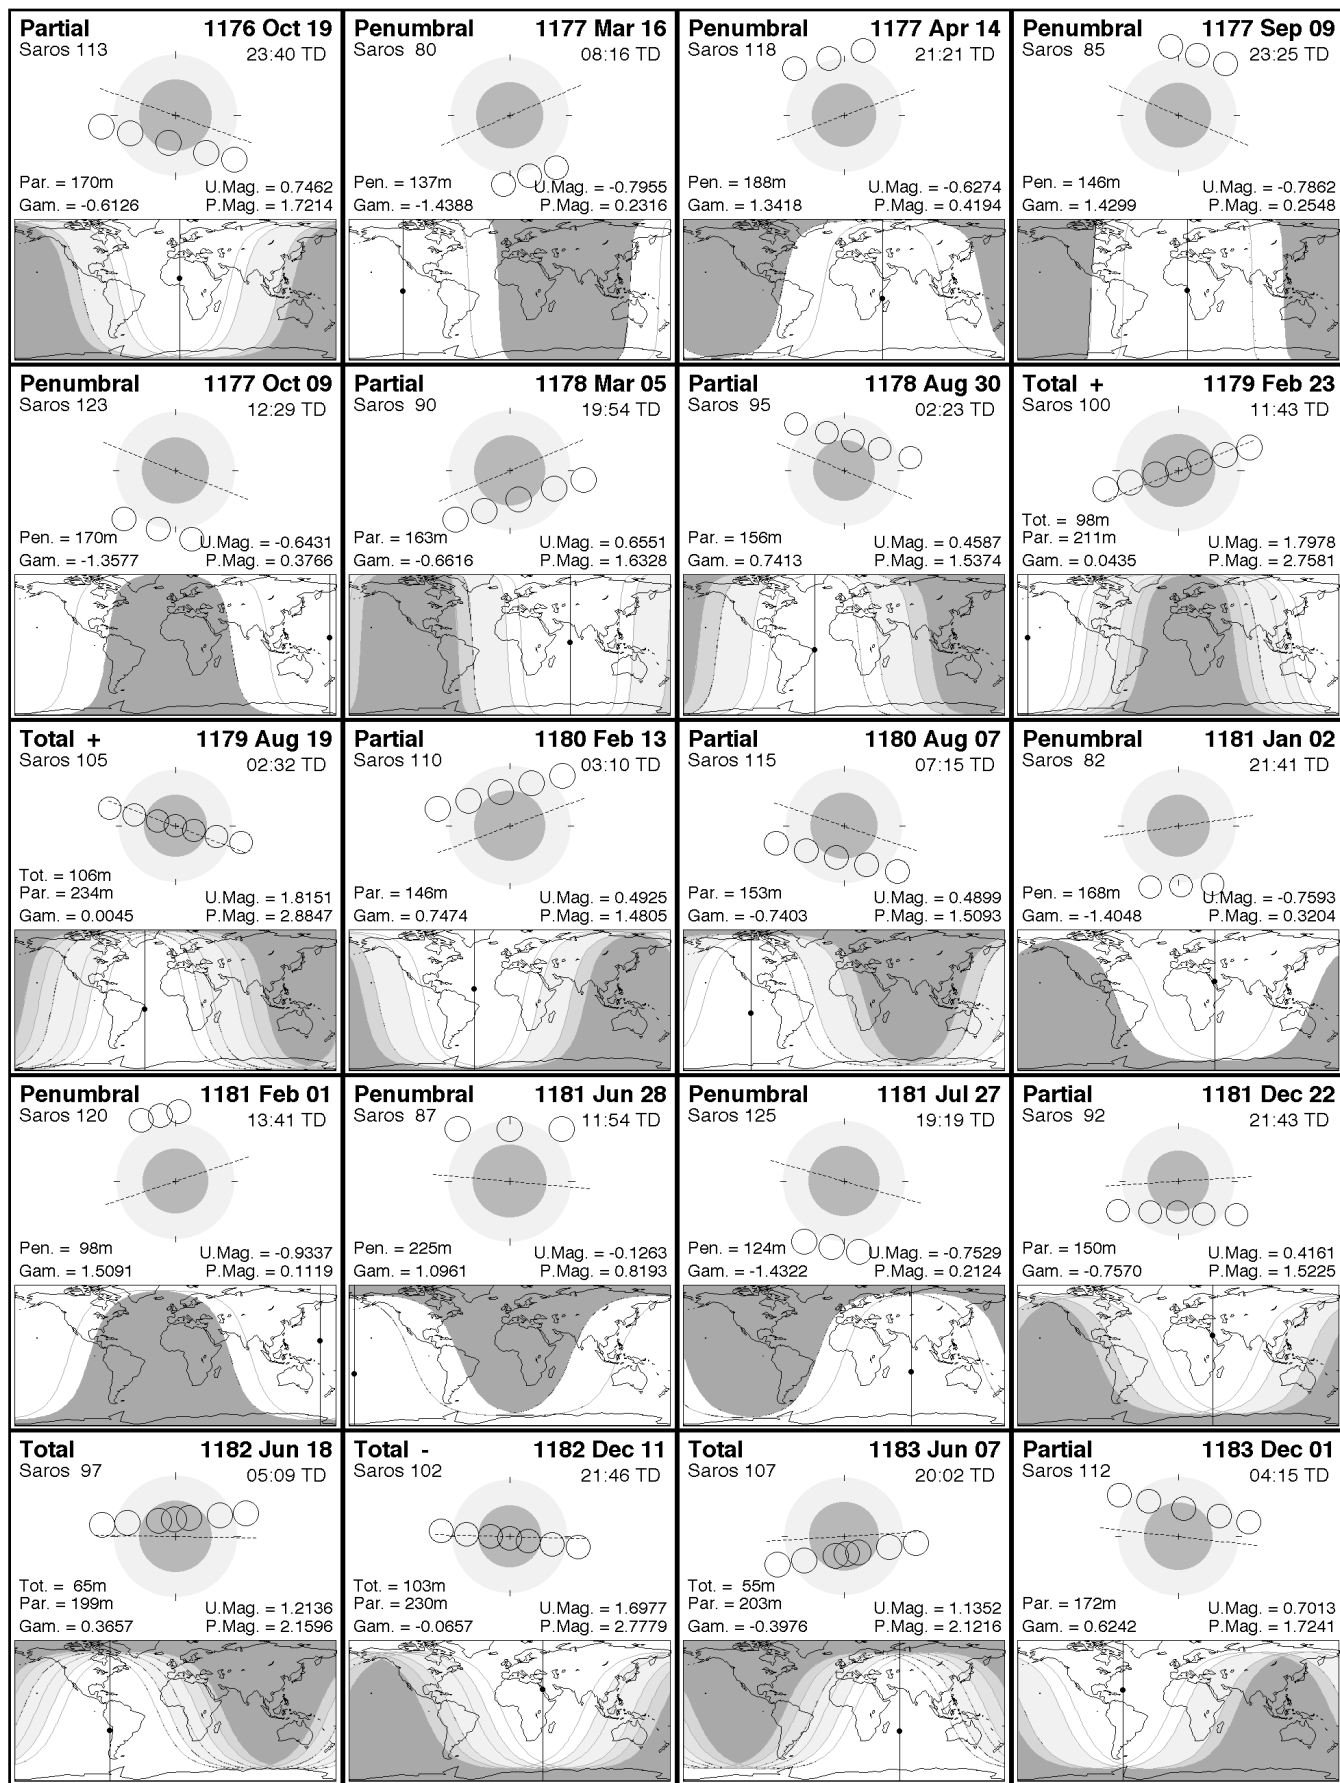 Partial 1176 Oct 19
Saros 113 23:40 TD
Par. = 170m U.Mag. = 0.7462
Gam. = -0.6126 P.Mag. = 1.7214
Penumbral 1177 Mar 16
Saros 80 08:16 TD
Pen. = 137m U.Mag. = -0.7955
Gam. = -1.4388 P.Mag. = 0.2316
Penumbral 1177 Apr 14
Saros 118 21:21 TD
Pen. = 188m U.Mag. = -0.6274
Gam. = 1.3418 P.Mag. = 0.4194
Penumbral 1177 Sep 09
Saros 85 23:25 TD
Pen. = 146m U.Mag. = -0.7862
Gam. = 1.4299 P.Mag. = 0.2548
Penumbral 1177 Oct 09
Saros 123 12:29 TD
Pen. = 170m U.Mag. = -0.6431
Gam. = -1.3577 P.Mag. = 0.3766
Partial 1178 Mar 05
Saros 90 19:54 TD
Par. = 163m U.Mag. = 0.6551
Gam. = -0.6616 P.Mag. = 1.6328
Partial 1178 Aug 30
Saros 95 02:23 TD
Par. = 156m U.Mag. = 0.4587
Gam. = 0.7413 P.Mag. = 1.5374
Total + 1179 Feb 23
Saros 100 11:43 TD
Tot. = 98m
Par. = 211m U.Mag. = 1.7978
Gam. = 0.0435 P.Mag. = 2.7581
Total + 1179 Aug 19
Saros 105 02:32 TD
Tot. = 106m
Par. = 234m U.Mag. = 1.8151
Gam. = 0.0045 P.Mag. = 2.8847
Partial 1180 Feb 13
Saros 110 03:10 TD
Par. = 146m U.Mag. = 0.4925
Gam. = 0.7474 P.Mag. = 1.4805
Partial 1180 Aug 07
Saros 115 07:15 TD
Par. = 153m U.Mag. = 0.4899
Gam. = -0.7403 P.Mag. = 1.5093
Penumbral 1181 Jan 02
Saros 82 21:41 TD
Pen. = 168m U.Mag. = -0.7593
Gam. = -1.4048 P.Mag. = 0.3204
Penumbral 1181 Feb 01
Saros 120 13:41 TD
Pen. = 98m U.Mag. = -0.9337
Gam. = 1.5091 P.Mag. = 0.1119
Penumbral 1181 Jun 28
Saros 87 11:54 TD
Pen. = 225m U.Mag. = -0.1263
Gam. = 1.0961 P.Mag. = 0.8193
Penumbral 1181 Jul 27
Saros 125 19:19 TD
Pen. = 124m U.Mag. = -0.7529
Gam. = -1.4322 P.Mag. = 0.2124
Partial 1181 Dec 22
Saros 92 21:43 TD
Par. = 150m U.Mag. = 0.4161
Gam. = -0.7570 P.Mag. = 1.5225
Total 1182 Jun 18
Saros 97 05:09 TD
Tot. = 65m
Par. = 199m U.Mag. = 1.2136
Gam. = 0.3657 P.Mag. = 2.1596
Total - 1182 Dec 11
Saros 102 21:46 TD
Tot. = 103m
Par. = 230m U.Mag. = 1.6977
Gam. = -0.0657 P.Mag. = 2.7779
Total 1183 Jun 07
Saros 107 20:02 TD
Tot. = 55m
Par. = 203m U.Mag. = 1.1352
Gam. = -0.3976 P.Mag. = 2.1216
Partial 1183 Dec 01
Saros 112 04:15 TD
Par. = 172m U.Mag. = 0.7013
Gam. = 0.6242 P.Mag. = 1.7241